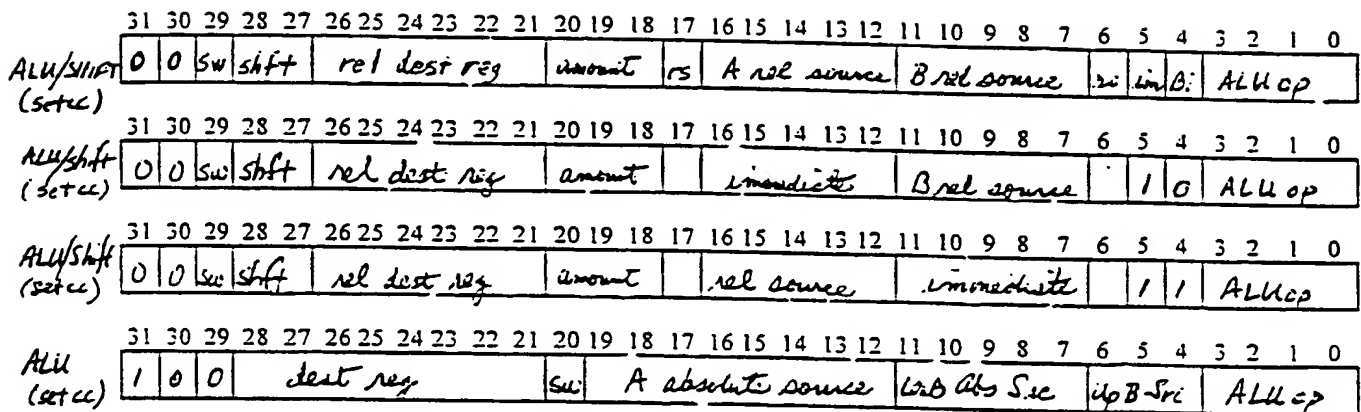 31 30 29 28 27 26 25 24 23 22 21 20 19 18 17 16 15 14 13 12 11 10 9 8 7 6 5 4 3 2 1 0
ALU/SHIFT 0 0 sw shft rel dest reg amount rs A rel source B rel source im Bi ALU op
(setcc)
31 30 29 28 27 26 25 24 23 22 21 20 19 18 17 16 15 14 13 12 11 10 9 8 7 6 5 4 3 2 1 0
ALU/shft 0 0 sw shft rel dest reg amount immediate B rel source 1 0 ALU op
(setcc)
31 30 29 28 27 26 25 24 23 22 21 20 19 18 17 16 15 14 13 12 11 10 9 8 7 6 5 4 3 2 1 0
ALU/Shift 0 0 sw shft rel dest reg amount rel source immediate 1 1 ALU op
(setcc)
31 30 29 28 27 26 25 24 23 22 21 20 19 18 17 16 15 14 13 12 11 10 9 8 7 6 5 4 3 2 1 0
ALU 1 0 0 dest reg sw A absolute source Abs Src ALU op
(setcc)